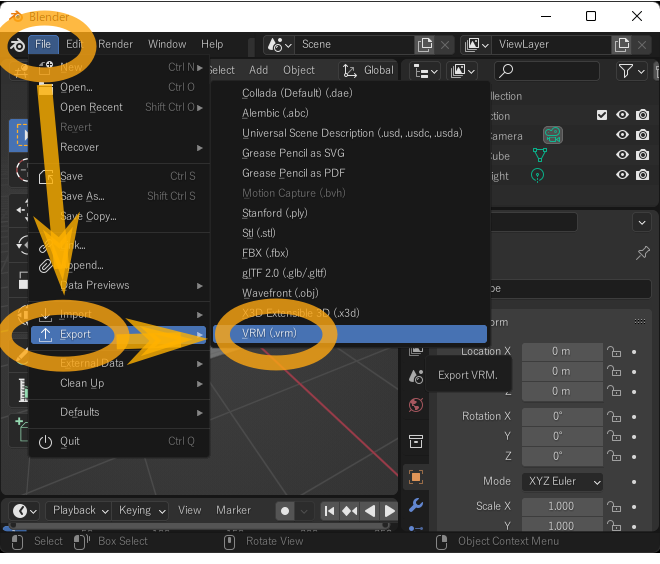 Blender
File Edit Render Window Help Scene ViewLayer
Select Add Object Global
New Ctrl N
Open... Ctrl O
Open Recent Shift Ctrl O
Revert
Recover
Save Ctrl S
Save As... Shift Ctrl S
Save Copy...
Data Previews
Import
Export
External Data
Clean Up
Defaults
Quit Ctrl Q
Collada (Default) (.dae)
Alembic (.abc)
Universal Scene Description (.usd, .usdc, .usda)
Grease Pencil as SVG
Grease Pencil as PDF
Motion Capture (.bvh)
Stanford (.ply)
Stl (.stl)
FBX (.fbx)
glTF 2.0 (.glb/.gltf)
Wavefront (.obj)
X3D Extensible 3D (.x3d)
VRM (.vrm)
Export VRM.
llection
ction
Camera
Cube
ight
be
orm
Location X 0 m
0 m
Z 0 m
Rotation X 0°
Y 0°
Z 0°
Mode XYZ Euler
Scale X 1.000
Y 1.000
Playback Keying View Marker
Select Box Select Rotate View Object Context Menu